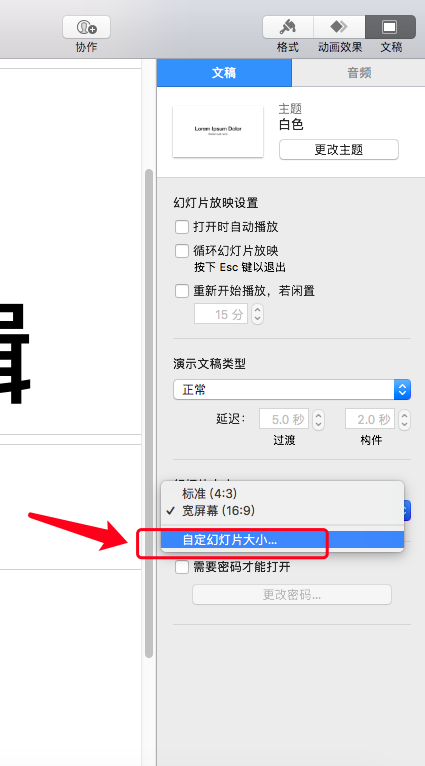 协作
格式
动画效果
文稿
文稿
音频
Lorem Ipsum Dolor
主题
白色
更改主题
幻灯片放映设置
打开时自动播放
循环幻灯片放映
按下 Esc 键以退出
重新开始播放，若闲置
15 分
演示文稿类型
正常
延迟：
5.0 秒
2.0 秒
过渡
构件
标准 (4:3)
宽屏幕 (16:9)
自定幻灯片大小...
需要密码才能打开
更改密码...